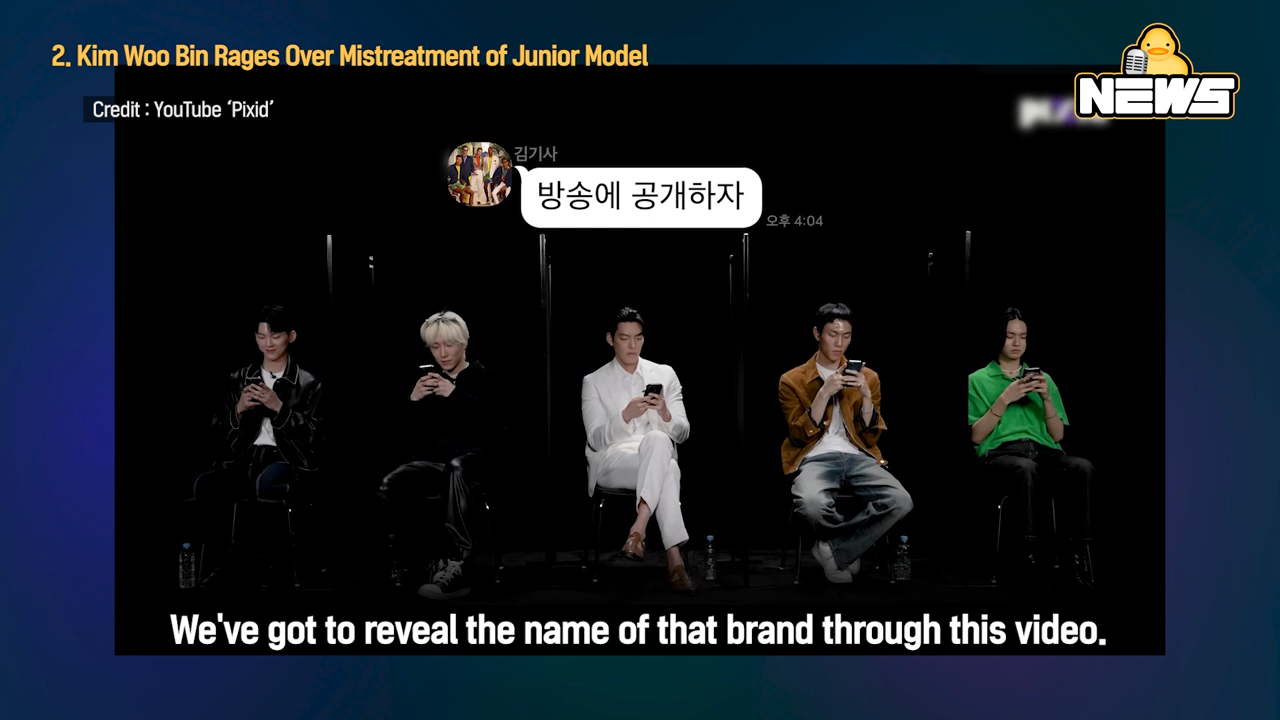 2. Kim Woo Bin Rages Over Mistreatment of Junior Model
NEWS
Credit : YouTube ‘Pixid’
김기사
방송에 공개하자
오후 4:04
We've got to reveal the name of that brand through this video.